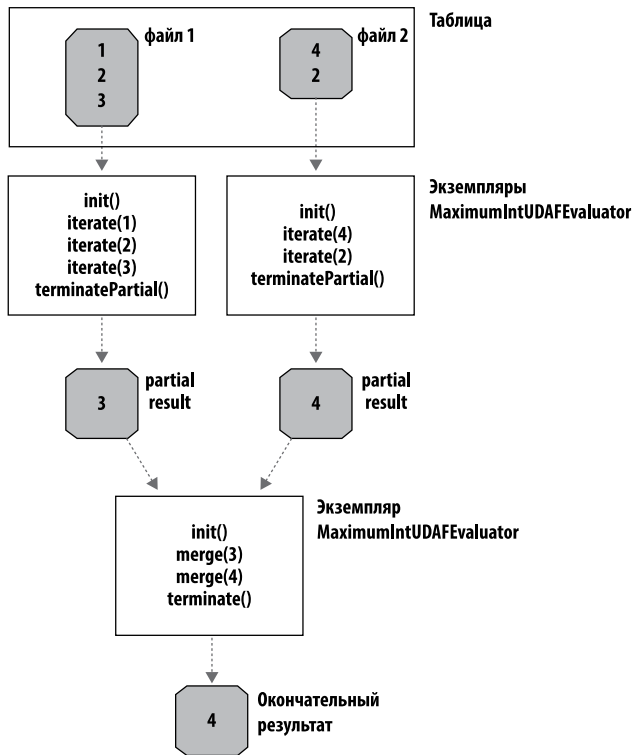 Таблица
файл 1
1
2
3
файл 2
4
2
Экземпляры
MaximumIntUDAFEvaluator
init()
iterate(1)
iterate(2)
iterate(3)
terminatePartial()
init()
iterate(4)
iterate(2)
terminatePartial()
3
partial
result
4
partial
result
Экземпляр
MaximumIntUDAFEvaluator
init()
merge(3)
merge(4)
terminate()
4
Окончательный
результат